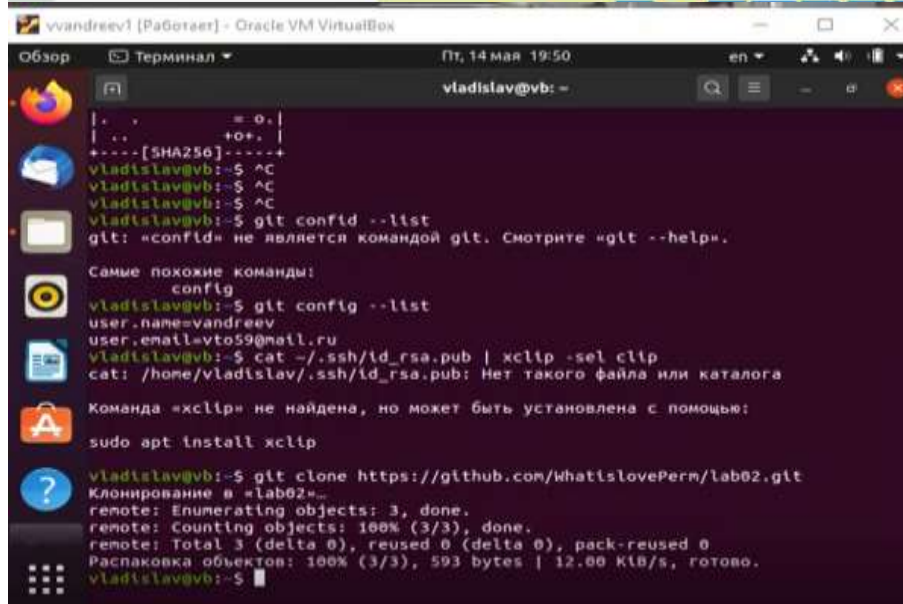 vvandreev1 [Работает] - Oracle VM VirtualBox
Обзор Терминал Пт, 14 мая 19:50 en
vladislav@vb: ~
|. . = o.|
| .. +o+. |
+----[SHA256]-----+
vladislav@vb:~$ ^C
vladislav@vb:~$ ^C
vladislav@vb:~$ ^C
vladislav@vb:~$ git confid --list
git: «confid» не является командой git. Смотрите «git --help».
Самые похожие команды:
config
vladislav@vb:~$ git config --list
user.name=vandreev
user.email=vto59@mail.ru
vladislav@vb:~$ cat ~/.ssh/id_rsa.pub | xclip -sel clip
cat: /home/vladislav/.ssh/id_rsa.pub: Нет такого файла или каталога
Команда «xclip» не найдена, но может быть установлена с помощью:
sudo apt install xclip
vladislav@vb:~$ git clone https://github.com/WhatislovePerm/lab02.git
Клонирование в «lab02»…
remote: Enumerating objects: 3, done.
remote: Counting objects: 100% (3/3), done.
remote: Total 3 (delta 0), reused 0 (delta 0), pack-reused 0
Распаковка объектов: 100% (3/3), 593 bytes | 12.00 KiB/s, готово.
vladislav@vb:~$